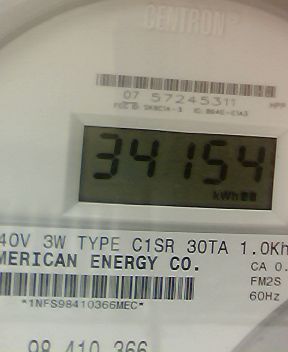 CENTRON®
07 57245311
34154
kWh
40V 3W TYPE C1SR 30TA 1.0Kh
MERICAN ENERGY CO.
CA 0.
FM2S
*1NFS98410366MEC*
60Hz
98 410 366